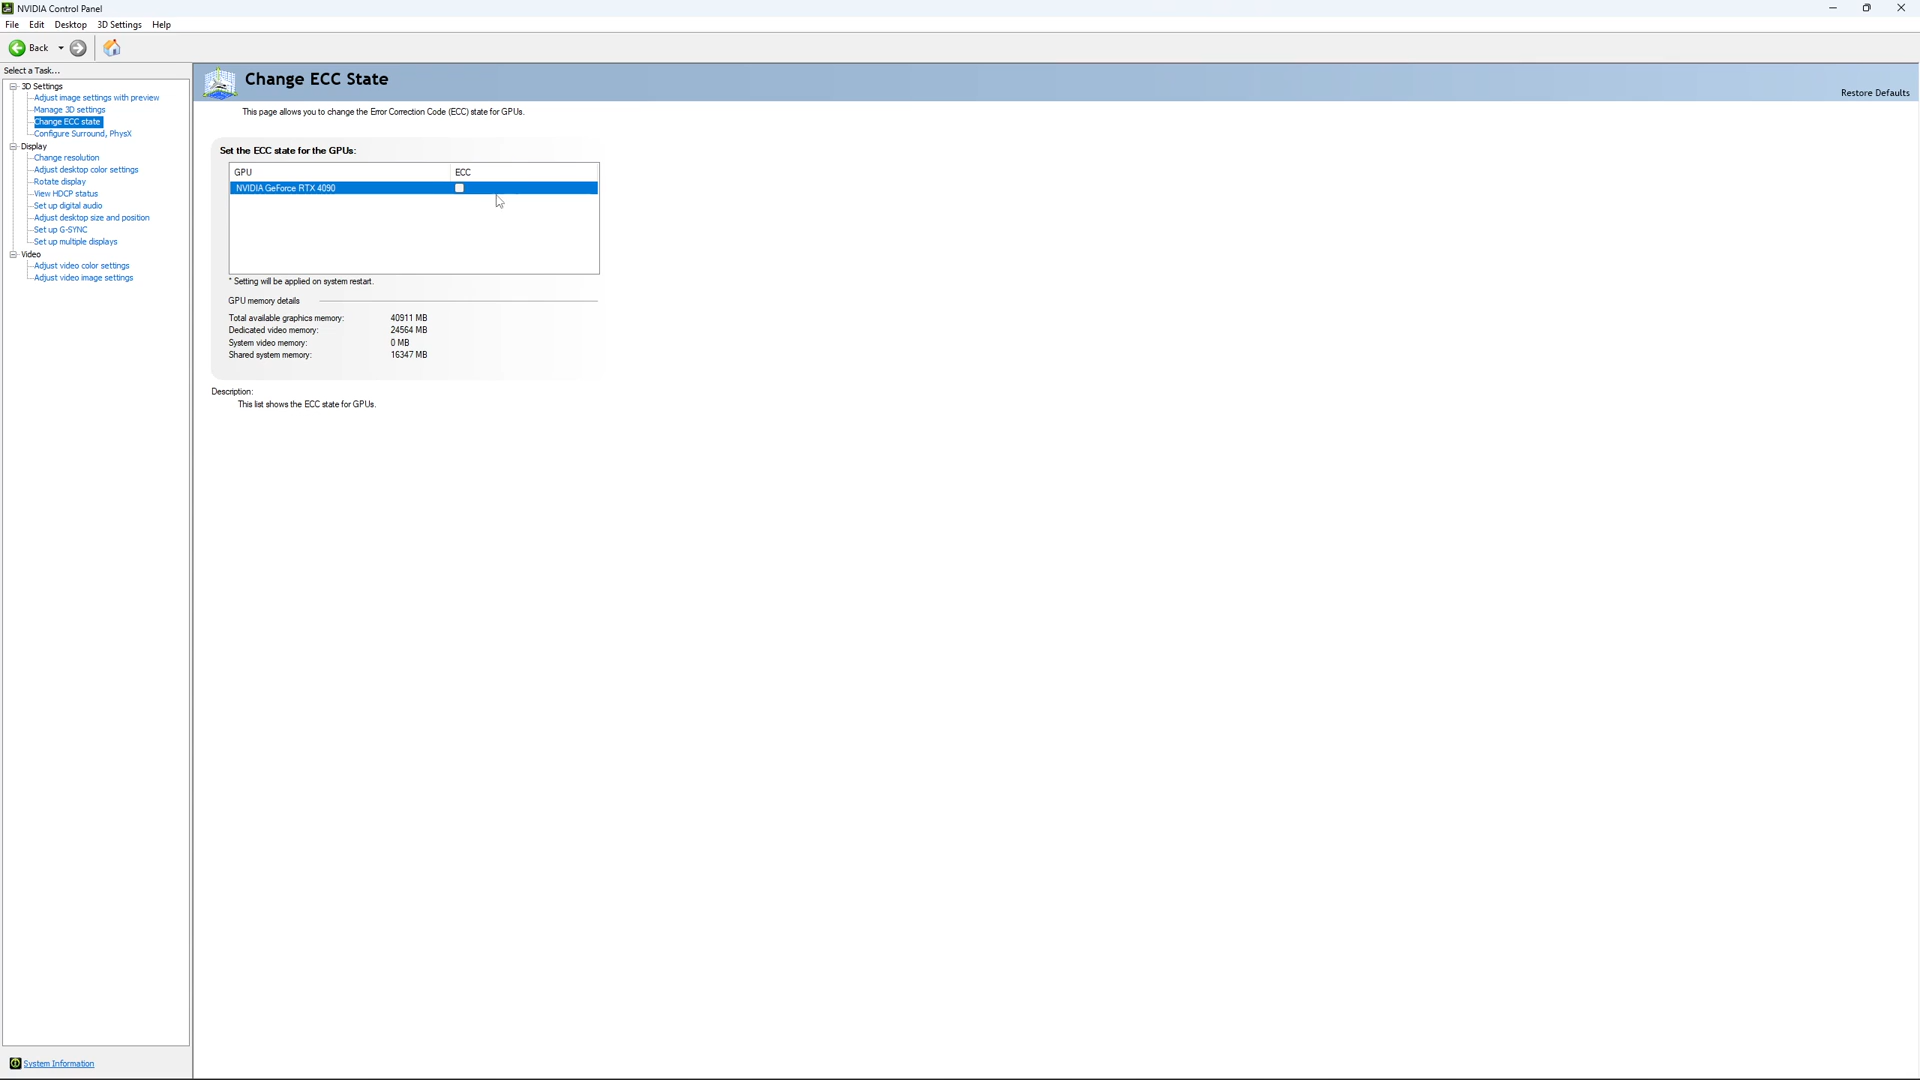 NVIDIA Control Panel
File Edit Desktop 3D Settings Help
Back
Select a Task...
3D Settings
Adjust image settings with preview
Manage 3D settings
Change ECC state
Configure Surround, PhysX
Display
Change resolution
Adjust desktop color settings
Rotate display
View HDCP status
Set up digital audio
Adjust desktop size and position
Set up G-SYNC
Set up multiple displays
Video
Adjust video color settings
Adjust video image settings
System Information
Change ECC State
Restore Defaults
This page allows you to change the Error Correction Code (ECC) state for GPUs.
Set the ECC state for the GPUs:
GPU ECC
NVIDIA GeForce RTX 4090
* Setting will be applied on system restart.
GPU memory details
Total available graphics memory: 40911 MB
Dedicated video memory: 24564 MB
System video memory: 0 MB
Shared system memory: 16347 MB
Description:
This list shows the ECC state for GPUs.